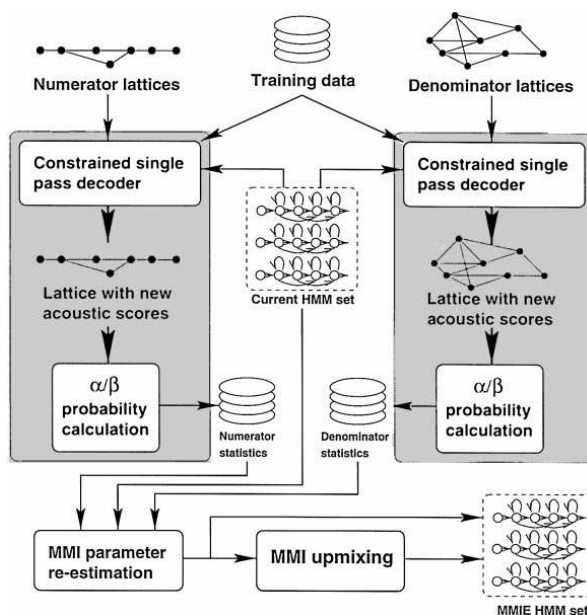 Numerator lattices
Training data
Denominator lattices
Constrained single
pass decoder
Constrained single
pass decoder
Current HMM set
Lattice with new
acoustic scores
Lattice with new
acoustic scores
α/β
probability
calculation
α/β
probability
calculation
Numerator
statistics
Denominator
statistics
MMI parameter
re-estimation
MMI upmixing
MMIE HMM set